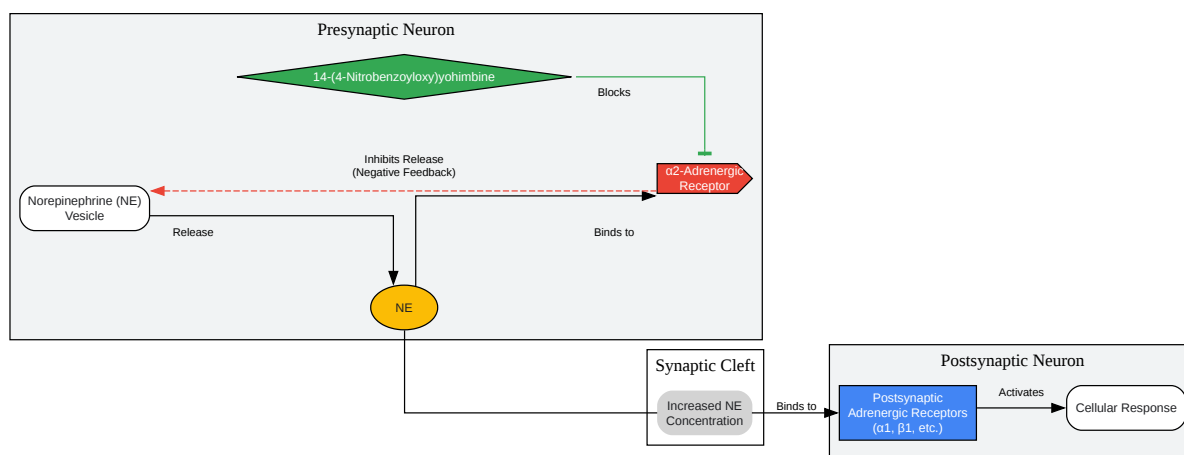 Presynaptic Neuron
14-(4-Nitrobenzoyloxy)yohimbine
Blocks
Inhibits Release
(Negative Feedback)
α2-Adrenergic
Receptor
Norepinephrine (NE)
Vesicle
Release
Binds to
NE
Synaptic Cleft
Increased NE
Concentration
Binds to
Postsynaptic Neuron
Postsynaptic
Adrenergic Receptors
(α1, β1, etc.)
Activates
Cellular Response